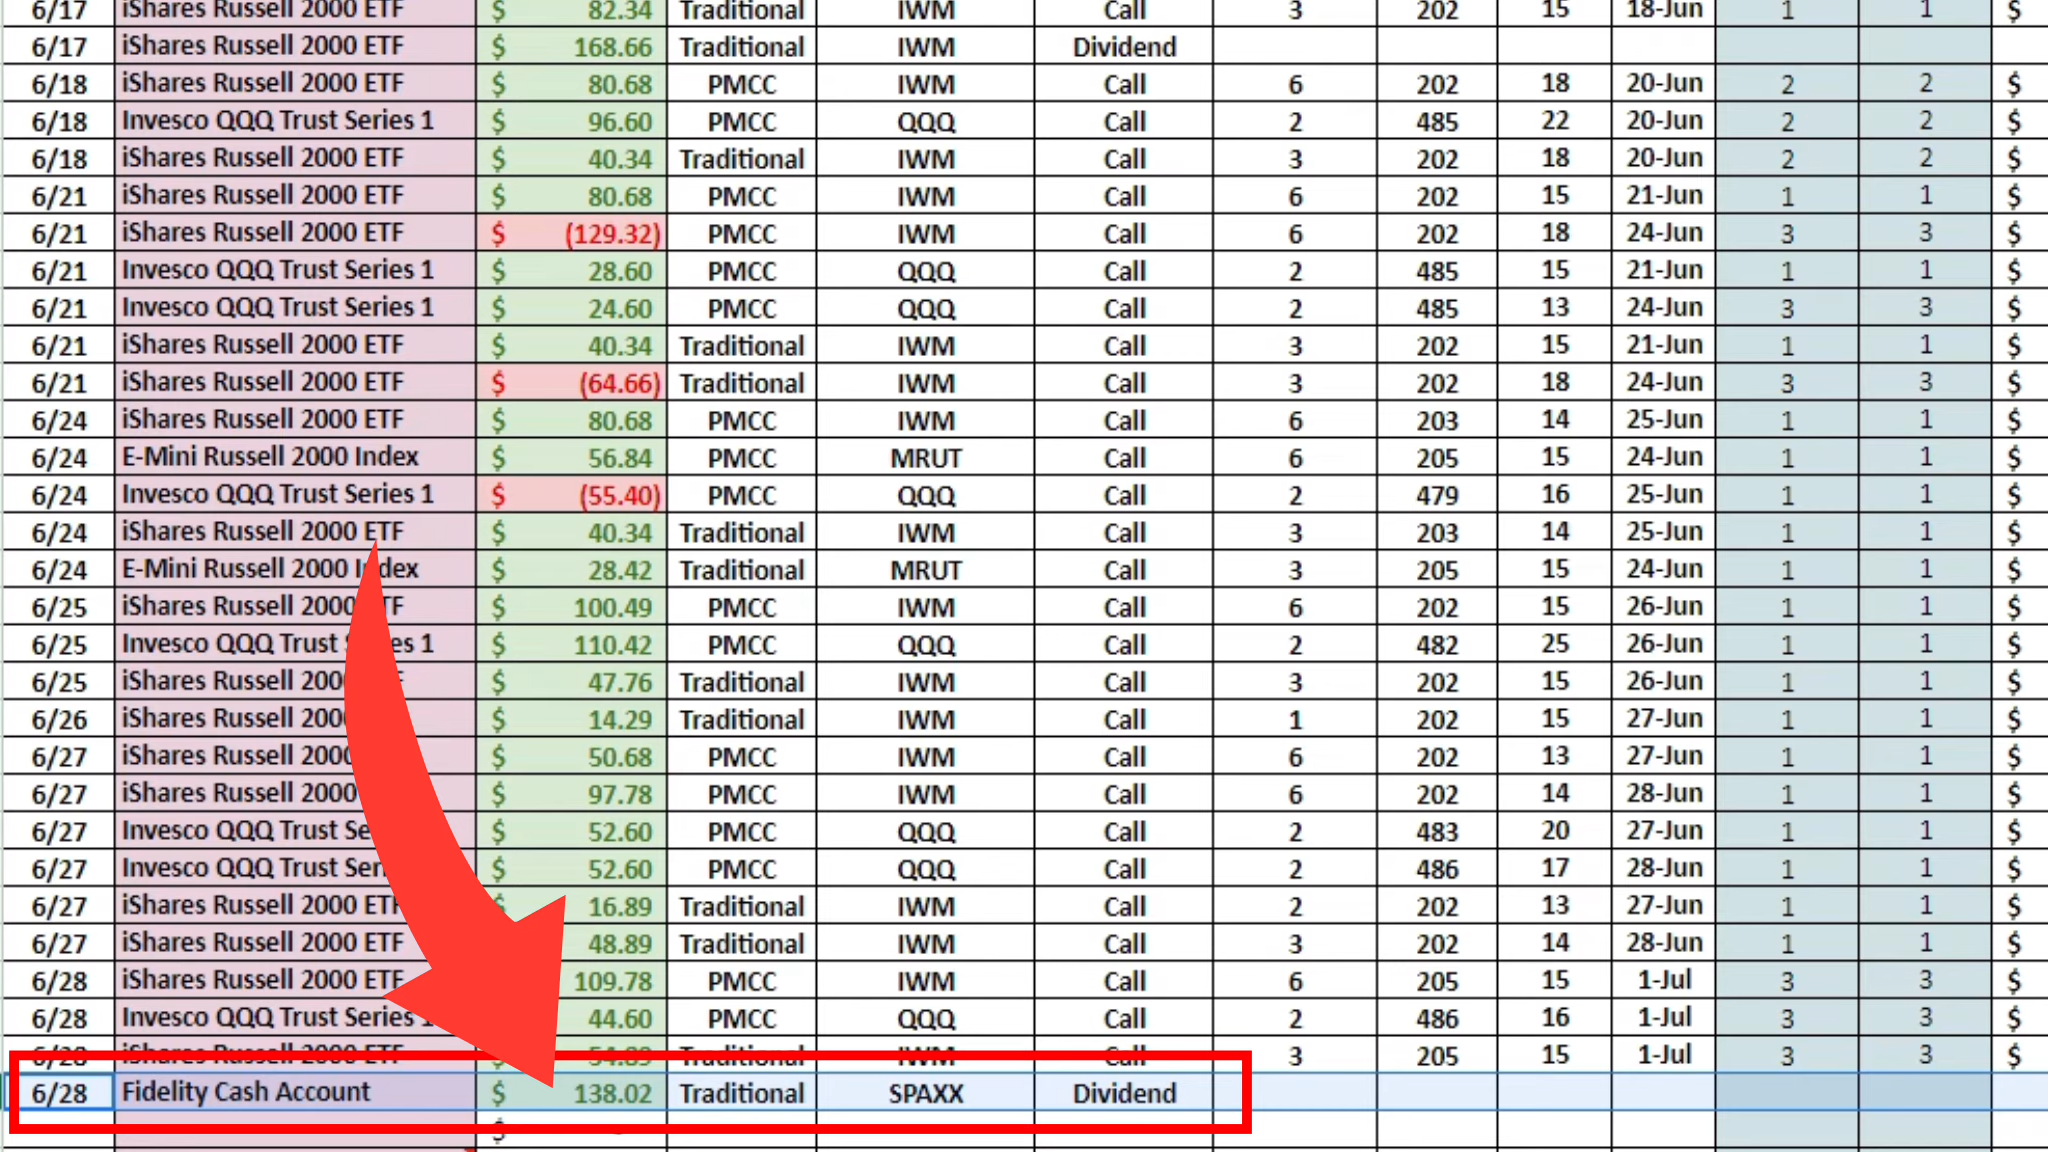 6/17 iShares Russell 2000 ETF $ 82.34 Traditional IWM Call 3 202 15 18-Jun 1 1 $
6/17 iShares Russell 2000 ETF $ 168.66 Traditional IWM Dividend
6/18 iShares Russell 2000 ETF $ 80.68 PMCC IWM Call 6 202 18 20-Jun 2 2 $
6/18 Invesco QQQ Trust Series 1 $ 96.60 PMCC QQQ Call 2 485 22 20-Jun 2 2 $
6/18 iShares Russell 2000 ETF $ 40.34 Traditional IWM Call 3 202 18 20-Jun 2 2 $
6/21 iShares Russell 2000 ETF $ 80.68 PMCC IWM Call 6 202 15 21-Jun 1 1 $
6/21 iShares Russell 2000 ETF $ (129.32) PMCC IWM Call 6 202 18 24-Jun 3 3 $
6/21 Invesco QQQ Trust Series 1 $ 28.60 PMCC QQQ Call 2 485 15 21-Jun 1 1 $
6/21 Invesco QQQ Trust Series 1 $ 24.60 PMCC QQQ Call 2 485 13 24-Jun 3 3 $
6/21 iShares Russell 2000 ETF $ 40.34 Traditional IWM Call 3 202 15 21-Jun 1 1 $
6/21 iShares Russell 2000 ETF $ (64.66) Traditional IWM Call 3 202 18 24-Jun 3 3 $
6/24 iShares Russell 2000 ETF $ 80.68 PMCC IWM Call 6 203 14 25-Jun 1 1 $
6/24 E-Mini Russell 2000 Index $ 56.84 PMCC MRUT Call 6 205 15 24-Jun 1 1 $
6/24 Invesco QQQ Trust Series 1 $ (55.40) PMCC QQQ Call 2 479 16 25-Jun 1 1 $
6/24 iShares Russell 2000 ETF $ 40.34 Traditional IWM Call 3 203 14 25-Jun 1 1 $
6/24 E-Mini Russell 2000 Index $ 28.42 Traditional MRUT Call 3 205 15 24-Jun 1 1 $
6/25 iShares Russell 2000 ETF $ 100.49 PMCC IWM Call 6 202 15 26-Jun 1 1 $
6/25 Invesco QQQ Trust Series 1 $ 110.42 PMCC QQQ Call 2 482 25 26-Jun 1 1 $
6/25 iShares Russell 200 $ 47.76 Traditional IWM Call 3 202 15 26-Jun 1 1 $
6/26 iShares Russell 200 $ 14.29 Traditional IWM Call 1 202 15 27-Jun 1 1 $
6/27 iShares Russell 200 $ 50.68 PMCC IWM Call 6 202 13 27-Jun 1 1 $
6/27 iShares Russell 2000 $ 97.78 PMCC IWM Call 6 202 14 28-Jun 1 1 $
6/27 Invesco QQQ Trust Se $ 52.60 PMCC QQQ Call 2 483 20 27-Jun 1 1 $
6/27 Invesco QQQ Trust Ser $ 52.60 PMCC QQQ Call 2 486 17 28-Jun 1 1 $
6/27 iShares Russell 2000 ETF $ 16.89 Traditional IWM Call 2 202 13 27-Jun 1 1 $
6/27 iShares Russell 2000 ETF 48.89 Traditional IWM Call 3 202 14 28-Jun 1 1 $
6/28 iShares Russell 2000 ETF 109.78 PMCC IWM Call 6 205 15 1-Jul 3 3 $
6/28 Invesco QQQ Trust Series 1 44.60 PMCC QQQ Call 2 486 16 1-Jul 3 3 $
6/28 iShares Russell 2000 ETF 54.89 Traditional IWM Call 3 205 15 1-Jul 3 3 $
6/28 Fidelity Cash Account $ 138.02 Traditional SPAXX Dividend
$